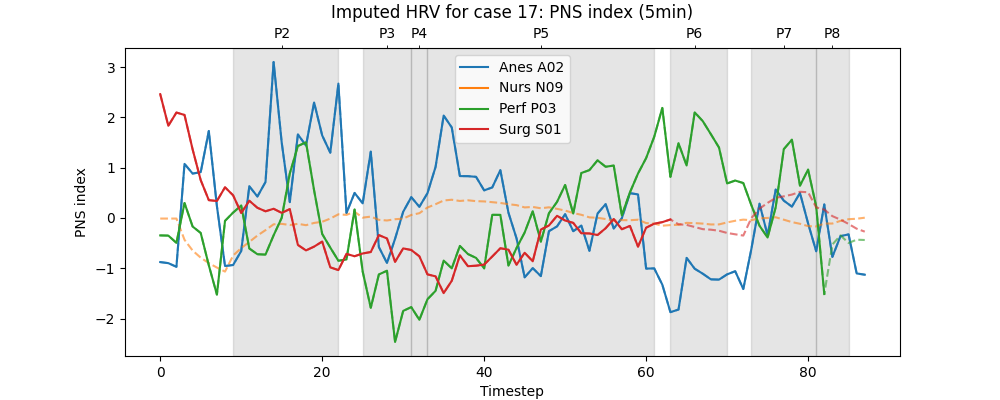 Imputed HRV for case 17: PNS index (5min)
P2 P3 P4 P5 P6 P7 P8
Anes A02
Nurs N09
Perf P03
Surg S01
PNS index
3
2
1
0
−1
−2
0 20 40 60 80
Timestep